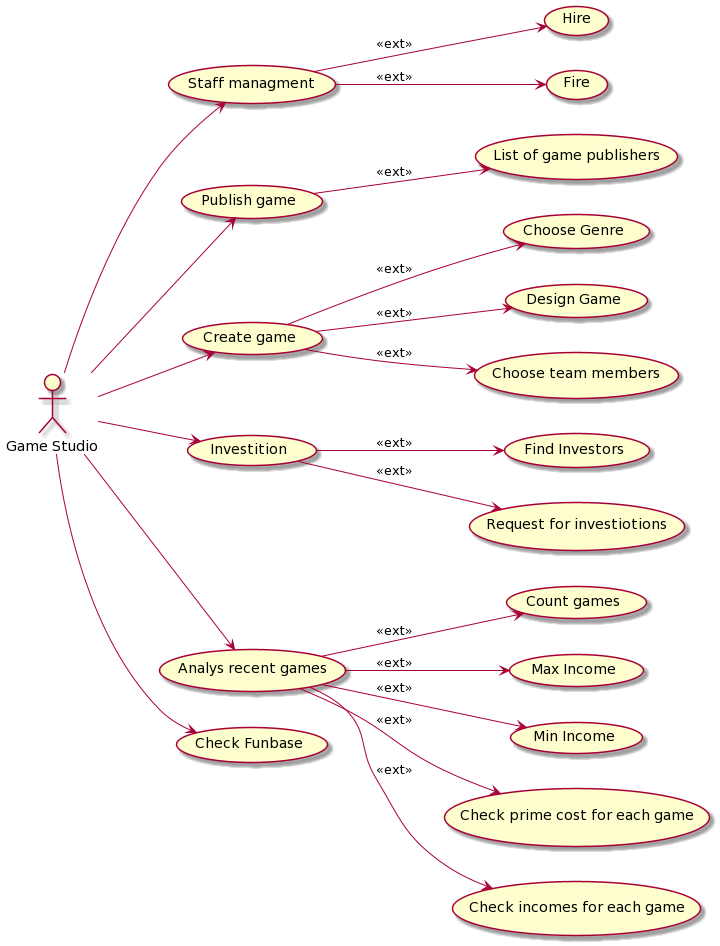 Hire
«ext»
Staff managment
«ext»
Fire
List of game publishers
«ext»
Publish game
Choose Genre
«ext»
Design Game
«ext»
Create game
«ext»
Choose team members
Game Studio
«ext»
Investition
Find Investors
«ext»
Request for investiotions
Count games
«ext»
«ext»
Analys recent games
Max Income
«ext»
«ext»
Min Income
Check Funbase
«ext»
Check prime cost for each game
Check incomes for each game